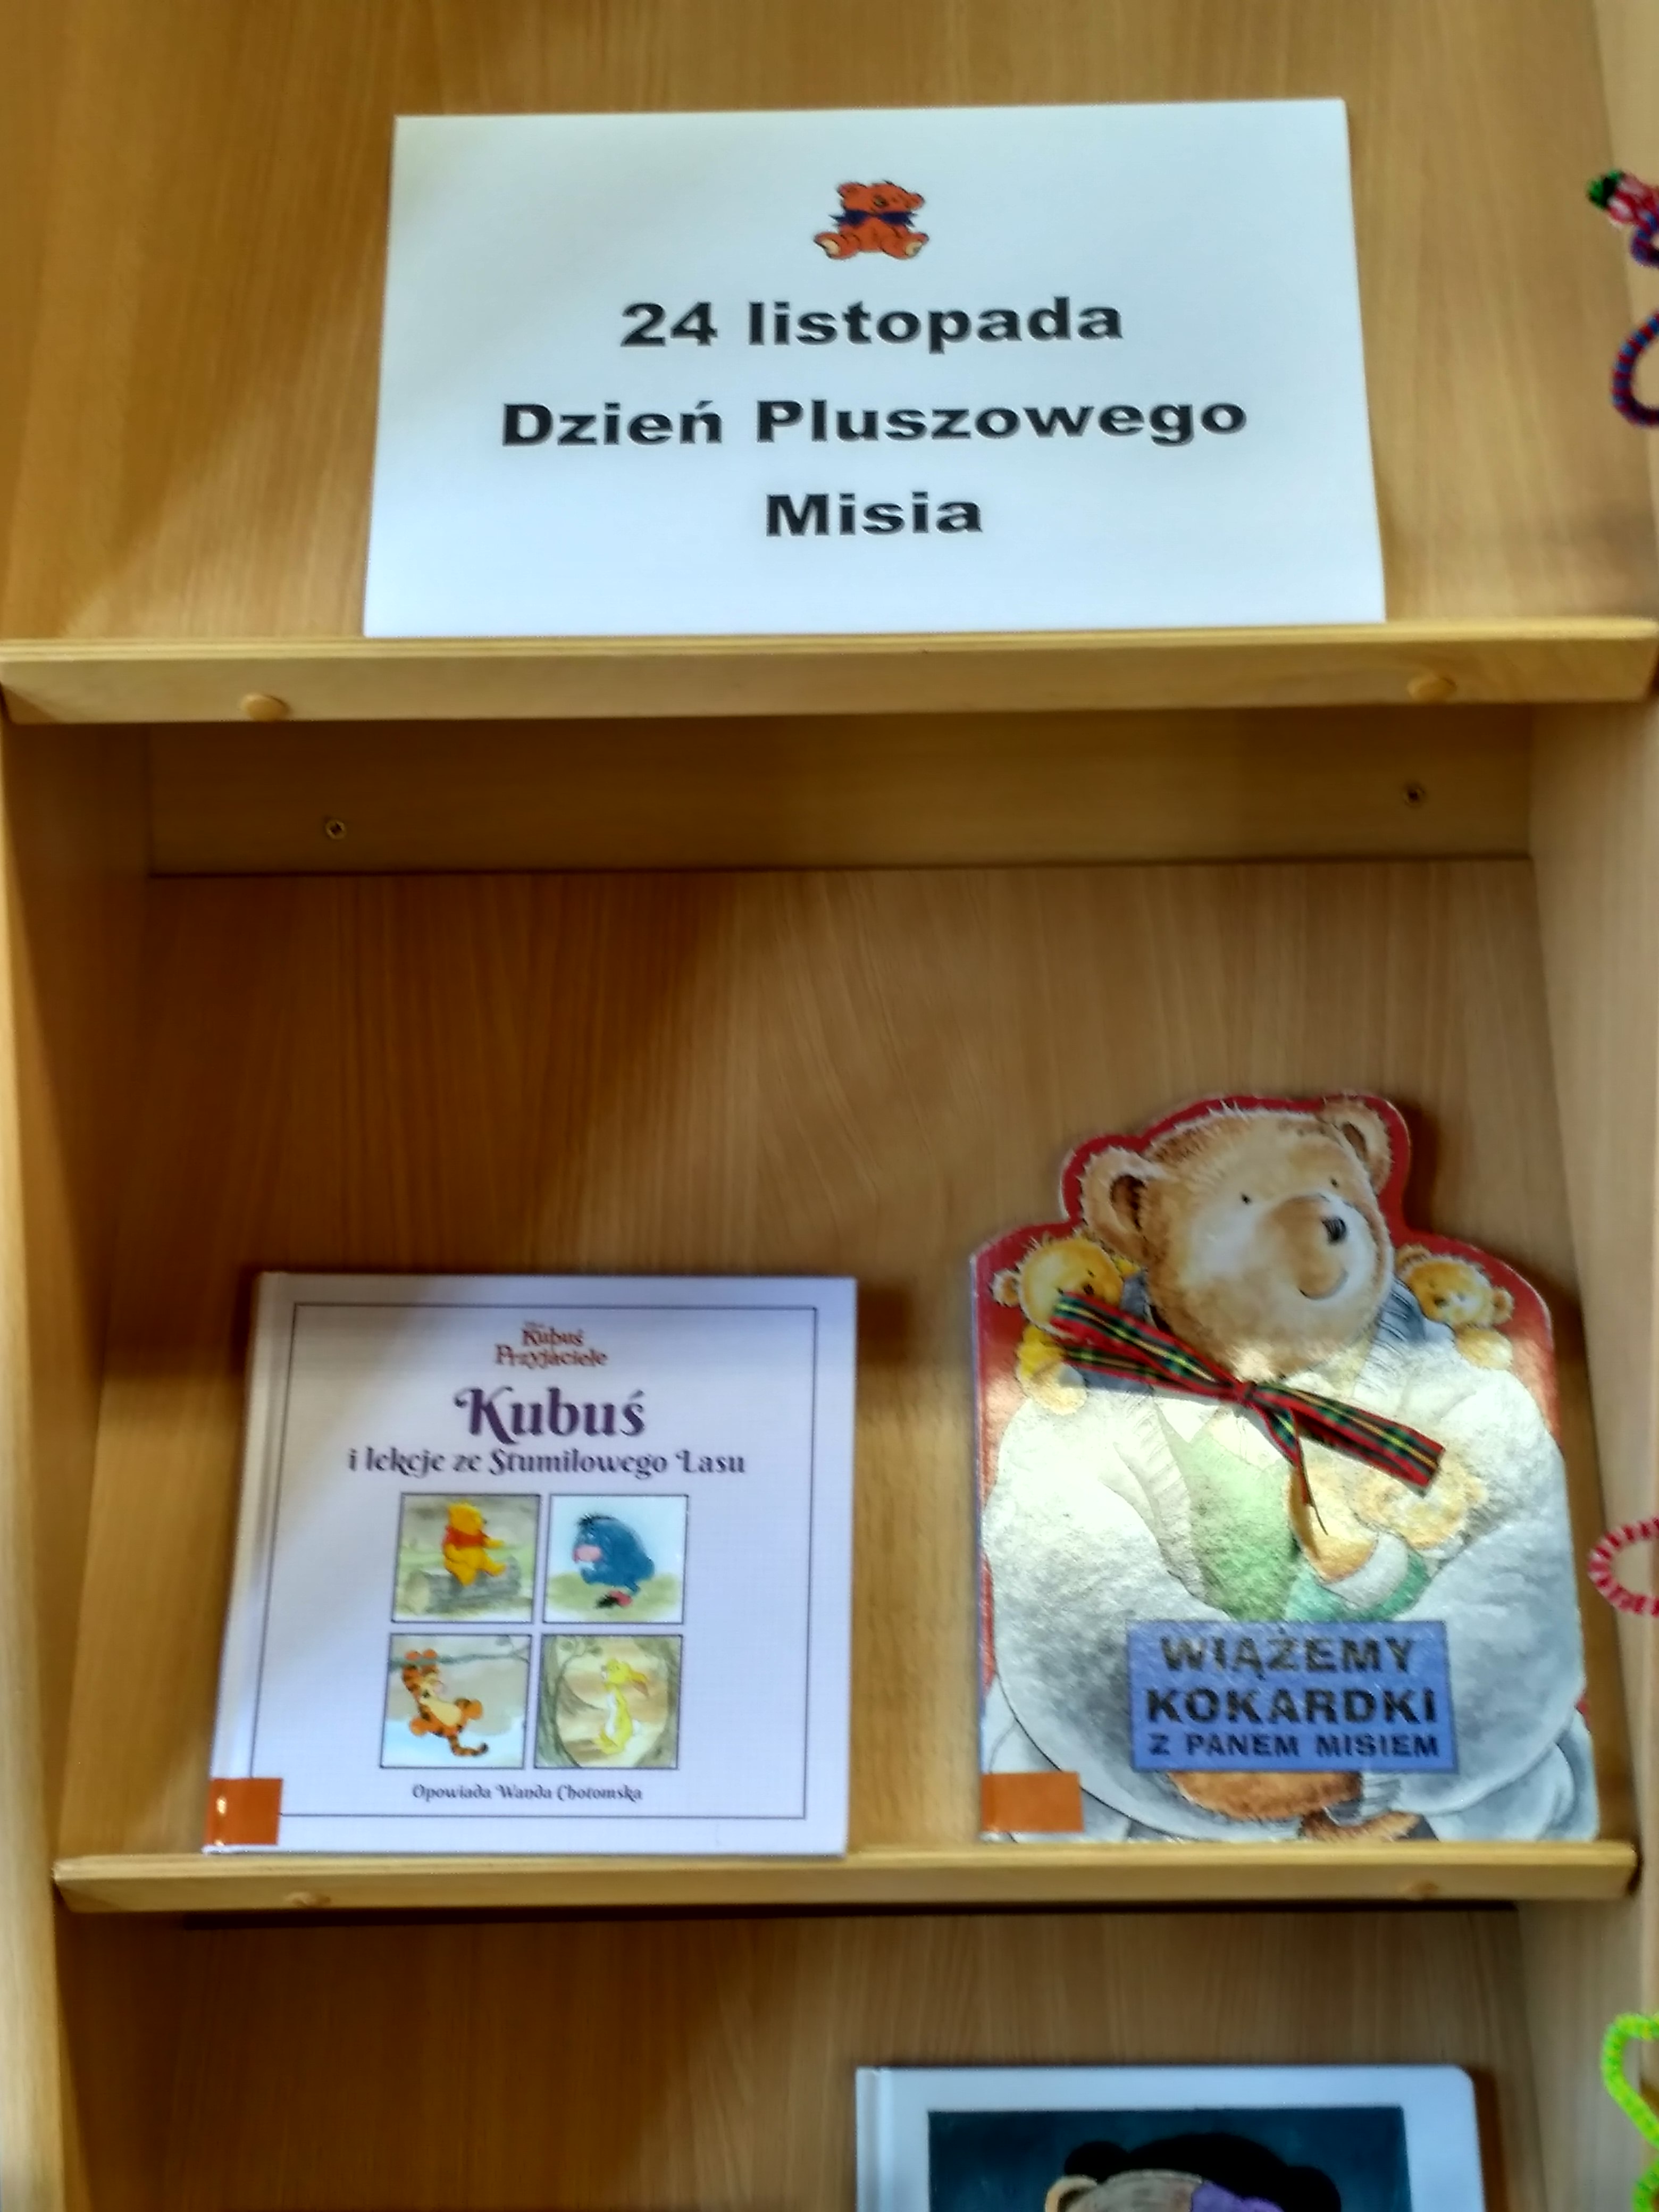 24 listopada
Dzień Pluszowego
Misia
Kubuś
Przyjaciele
Kubuś
i lekcje ze Stumilowego Lasu
Opowiada Wanda Chotomska
WIĄŻEMY
KOKARDKI
Z PANEM MISIEM